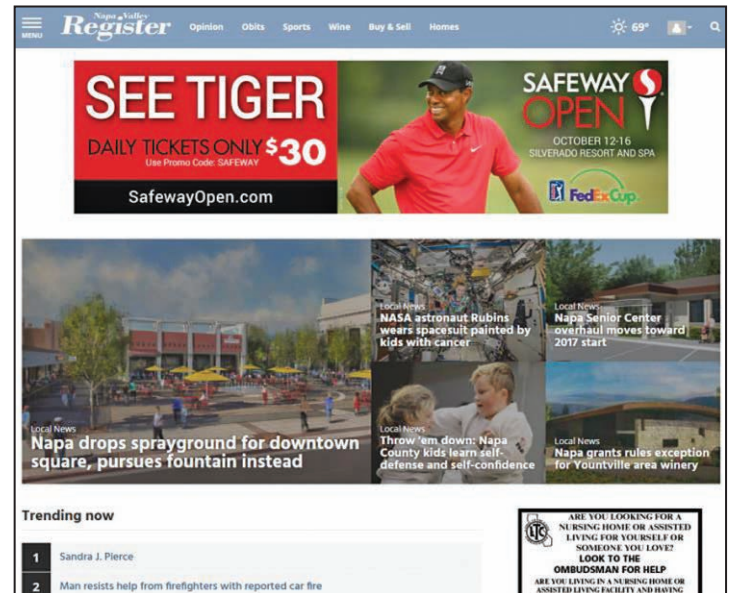 MENU
Napa Valley
Register
Opinion Obits Sports Wine Buy & Sell Homes
69°
SEE TIGER
DAILY TICKETS ONLY $30
Use Promo Code: SAFEWAY
SafewayOpen.com
SAFEWAY
OPEN
OCTOBER 12-16
SILVERADO RESORT AND SPA
PGA TOUR
FedExCup.
Local News
Napa drops sprayground for downtown
square, pursues fountain instead
Local News
NASA astronaut Rubins
wears spacesuit painted by
kids with cancer
Local News
Napa Senior Center
overhaul moves toward
2017 start
Local News
Throw 'em down: Napa
County kids learn self-
defense and self-confidence
Local News
Napa grants rules exception
for Yountville area winery
Trending now
1 Sandra J. Pierce
2 Man resists help from firefighters with reported car fire
LTC
ARE YOU LOOKING FOR A
NURSING HOME OR ASSISTED
LIVING FOR YOURSELF OR
SOMEONE YOU LOVE?
LOOK TO THE
OMBUDSMAN FOR HELP
ARE YOU LIVING IN A NURSING HOME OR
ASSISTED LIVING FACILITY AND HAVING